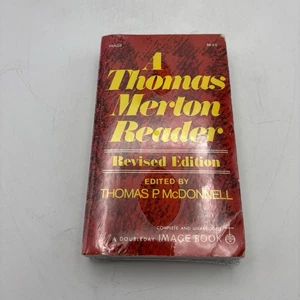 A
Thomas
Merton
Reader
Revised Edition
EDITED BY
THOMAS P. McDONNELL
COMPLETE AND UNABRIDGED
A DOUBLEDAY IMAGE BOOK